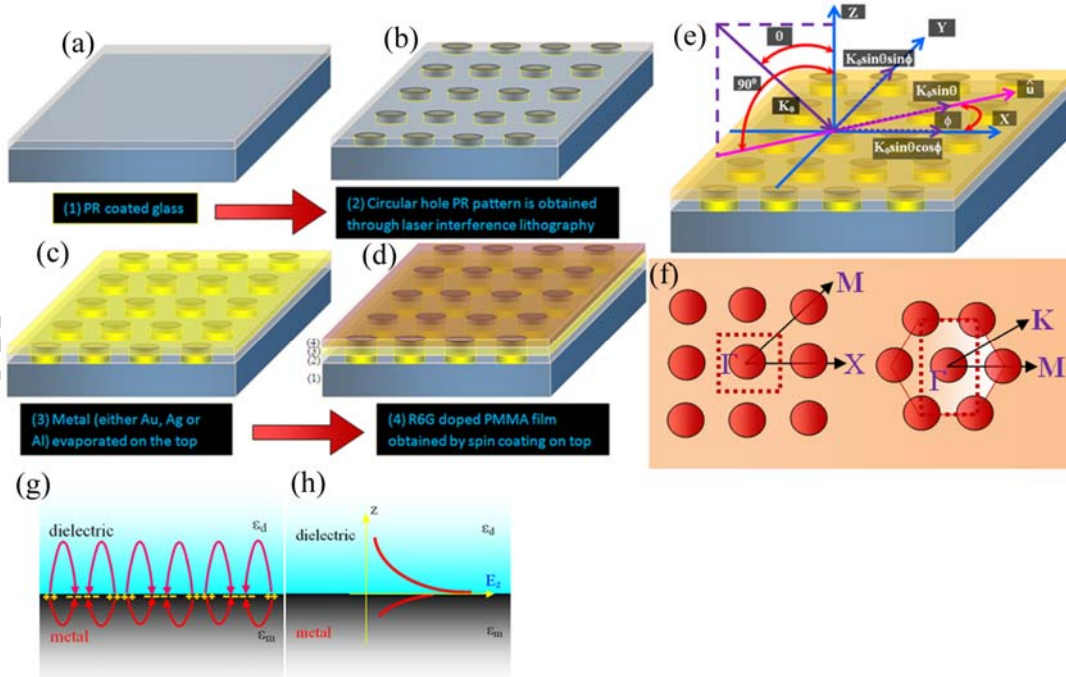 (a)
(b)
(1) PR coated glass
(2) Circular hole PR pattern is obtained
through laser interference lithography
(c)
(d)
(4)
(3)
(2)
(1)
(3) Metal (either Au, Ag or
Al) evaporated on the top
(4) R6G doped PMMA film
obtained by spin coating on top
(e)
Z
θ
Y
K₀sinθsinϕ
90⁰
K₀
K₀sinθ
û
ϕ
X
K₀sinθcosϕ
(f)
M
Γ
X
K
Γ
M
(g)
dielectric
εd
++ ---- ++++ ---- ++++ ---- ++
metal
εm
(h)
z
dielectric
εd
Ez
metal
εm